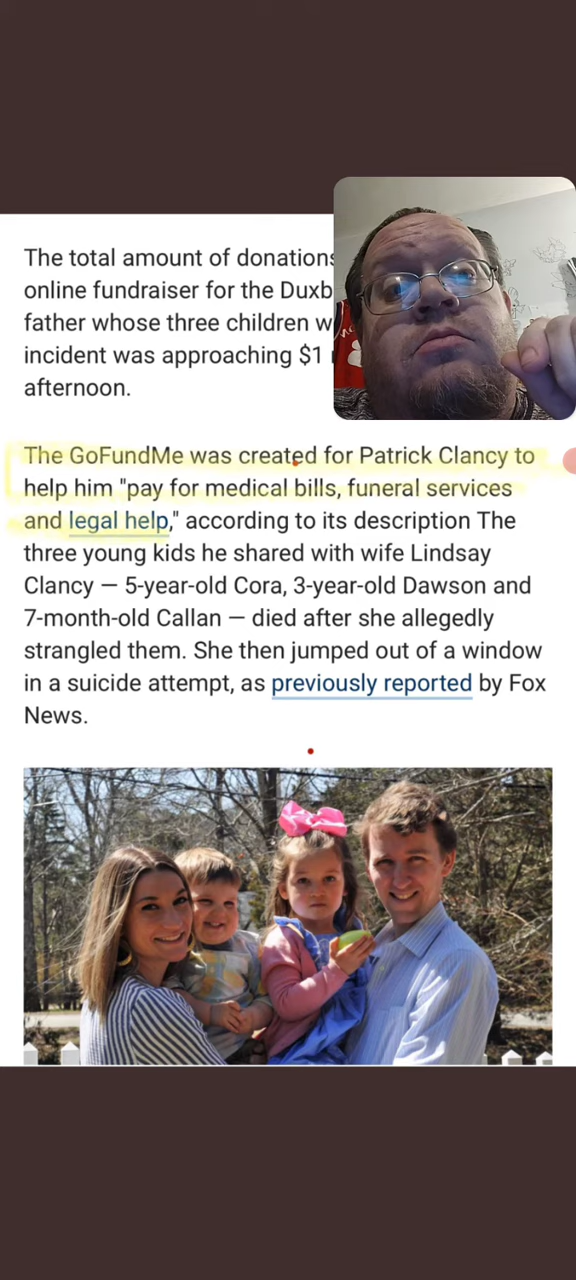 The total amount of donations
online fundraiser for the Duxb
father whose three children w
incident was approaching $1
afternoon.
The GoFundMe was created for Patrick Clancy to
help him "pay for medical bills, funeral services
and legal help," according to its description The
three young kids he shared with wife Lindsay
Clancy — 5-year-old Cora, 3-year-old Dawson and
7-month-old Callan — died after she allegedly
strangled them. She then jumped out of a window
in a suicide attempt, as previously reported by Fox
News.